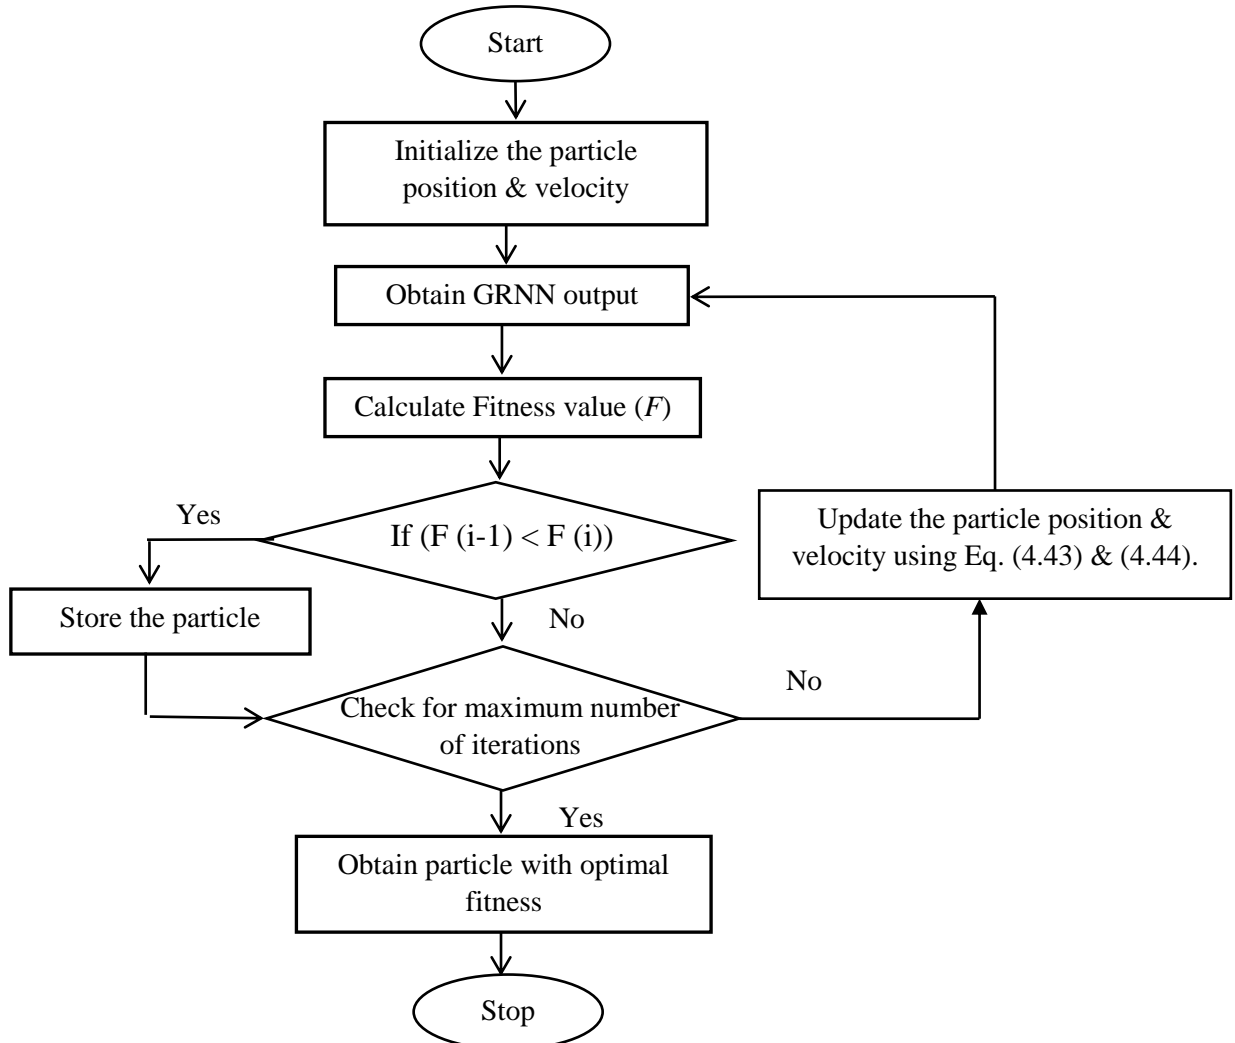 Start
Initialize the particle
position & velocity
Obtain GRNN output
Calculate Fitness value (F)
Yes
If (F (i-1) < F (i))
Update the particle position &
velocity using Eq. (4.43) & (4.44).
Store the particle
No
No
Check for maximum number
of iterations
Yes
Obtain particle with optimal
fitness
Stop